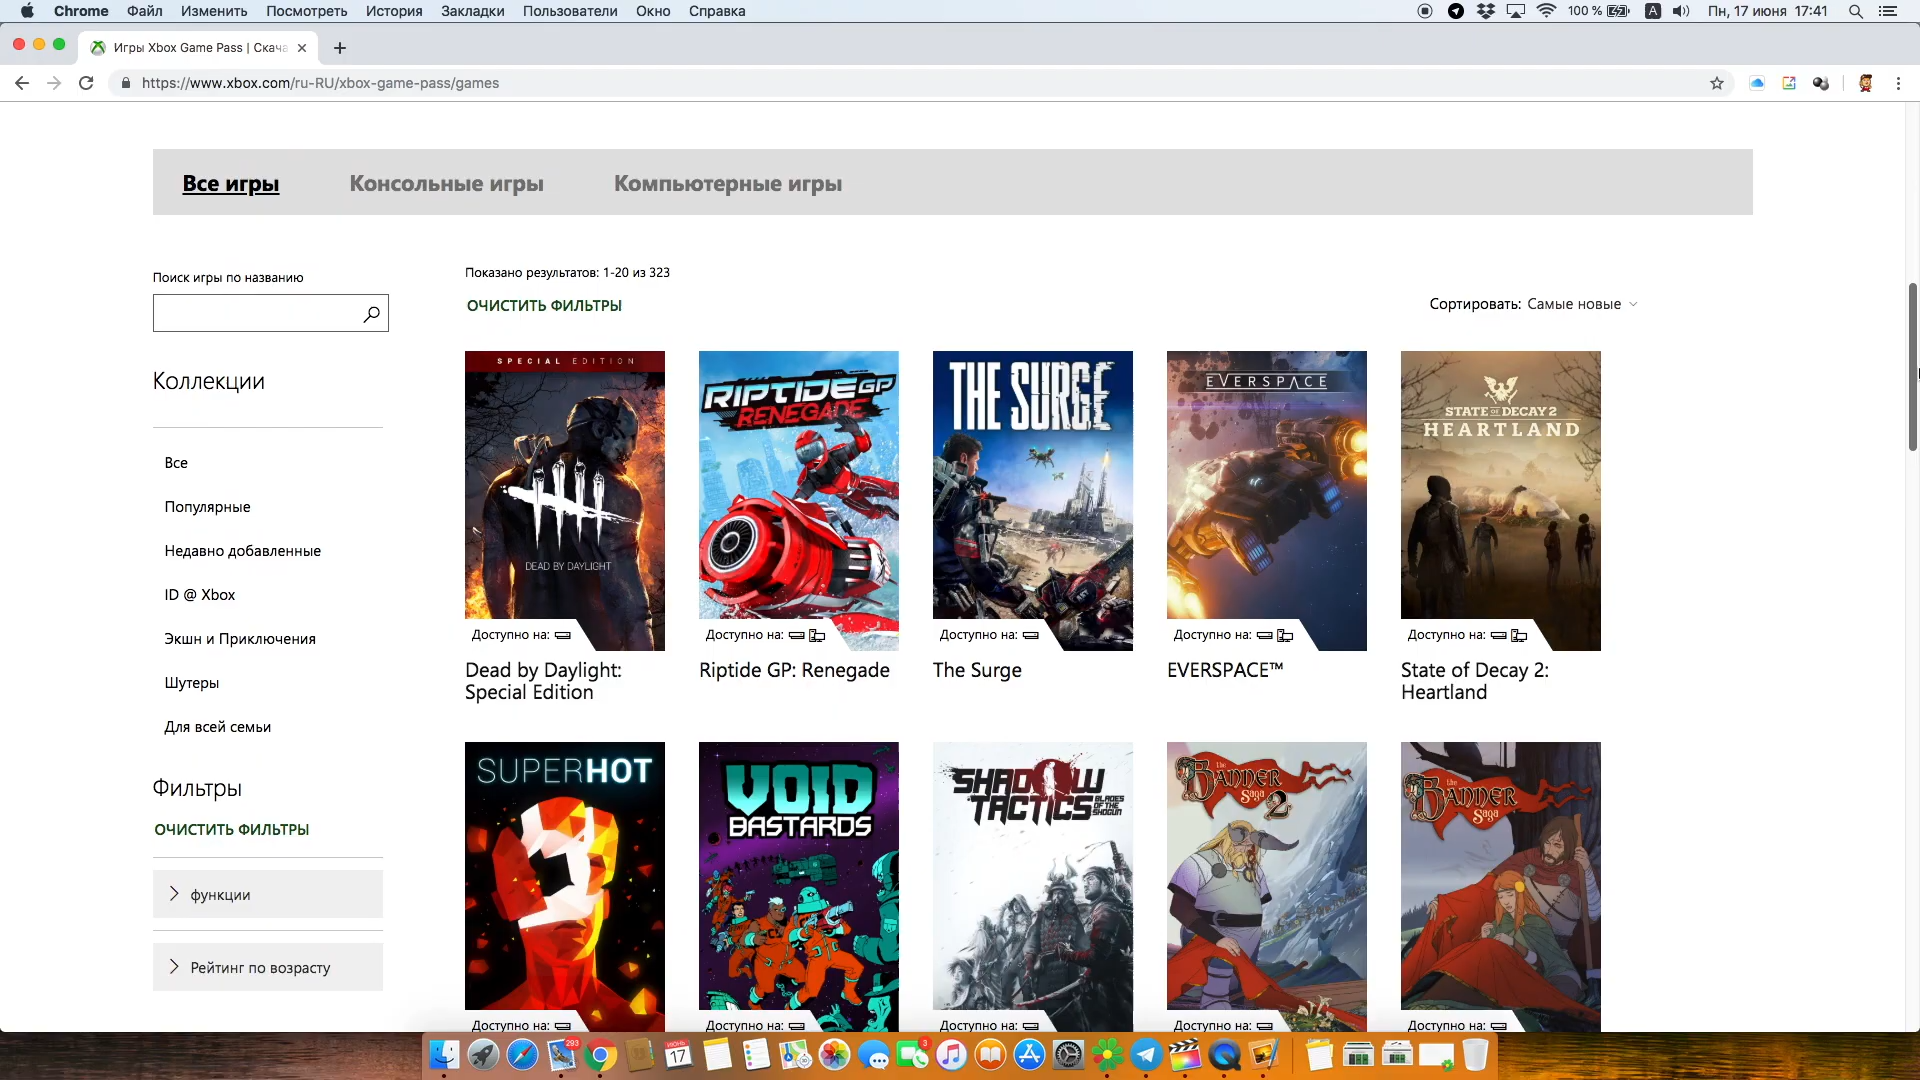 Chrome Файл Изменить Посмотреть История Закладки Пользователи Окно Справка 100 % A Пн, 17 июня 17:41
Игры Xbox Game Pass | Скача
https://www.xbox.com/ru-RU/xbox-game-pass/games
Все игры Консольные игры Компьютерные игры
Поиск игры по названию
Показано результатов: 1-20 из 323
ОЧИСТИТЬ ФИЛЬТРЫ
Сортировать: Самые новые
Коллекции
Все
Популярные
Недавно добавленные
ID @ Xbox
Экшн и Приключения
Шутеры
Для всей семьи
Фильтры
ОЧИСТИТЬ ФИЛЬТРЫ
функции
Рейтинг по возрасту
SPECIAL EDITION
DEAD BY DAYLIGHT
Доступно на:
Dead by Daylight:
Special Edition
RIPTIDE GP
RENEGADE
Доступно на:
Riptide GP: Renegade
THE SURGE
Доступно на:
The Surge
EVERSPACE
Доступно на:
EVERSPACE™
STATE OF DECAY 2
HEARTLAND
Доступно на:
State of Decay 2:
Heartland
SUPERHOT
Доступно на:
VOID
BASTARDS
Доступно на:
SHADOW
TACTICS
BLADES
OF THE
SHOGUN
Доступно на:
the
BANNER
Saga
2
Доступно на:
the
BANNER
Saga
Доступно на:
293
ИЮНЬ
17
3